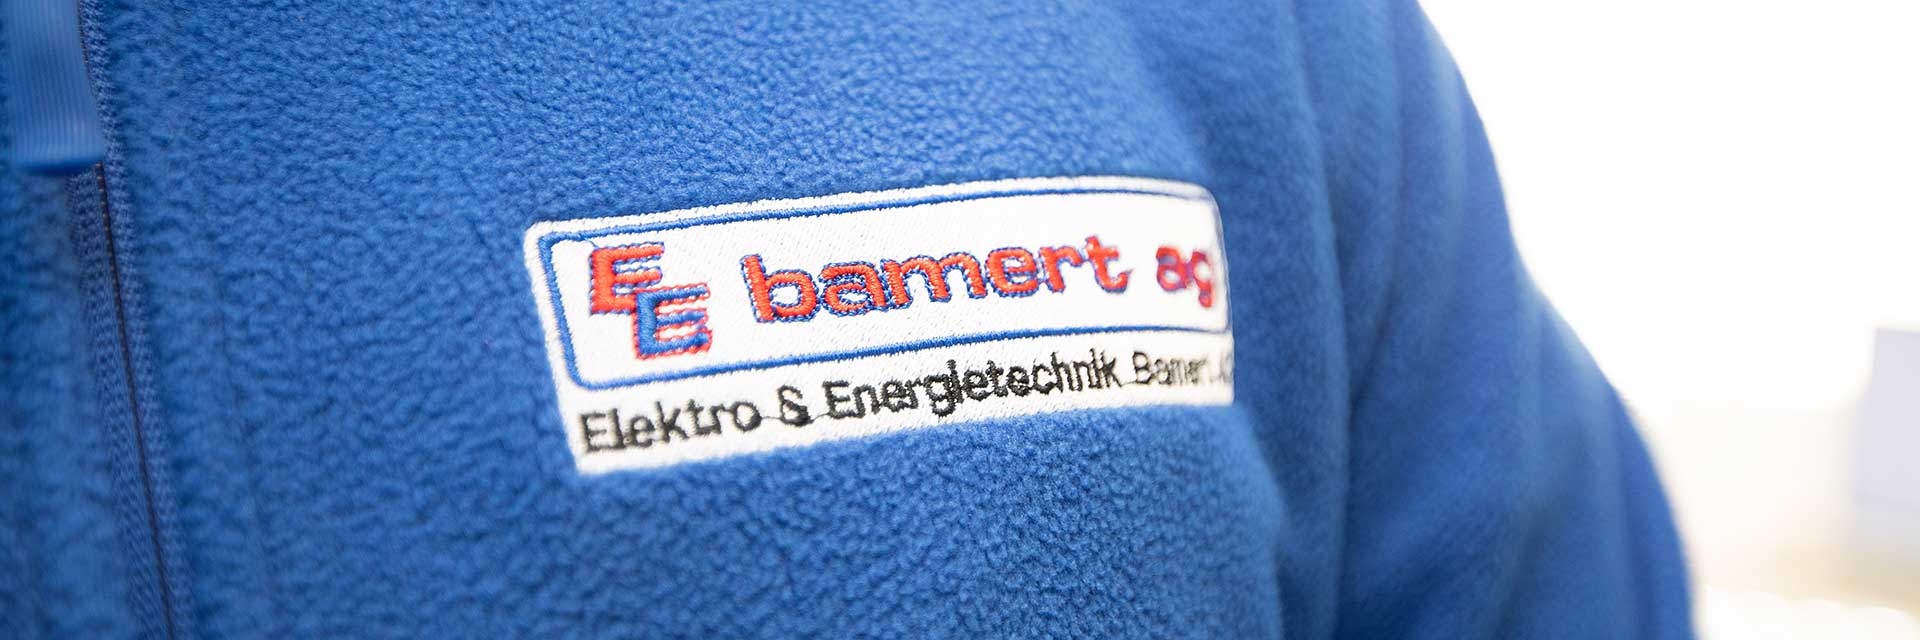 EE bamert ag
Elektro & Energietechnik Bamert AG